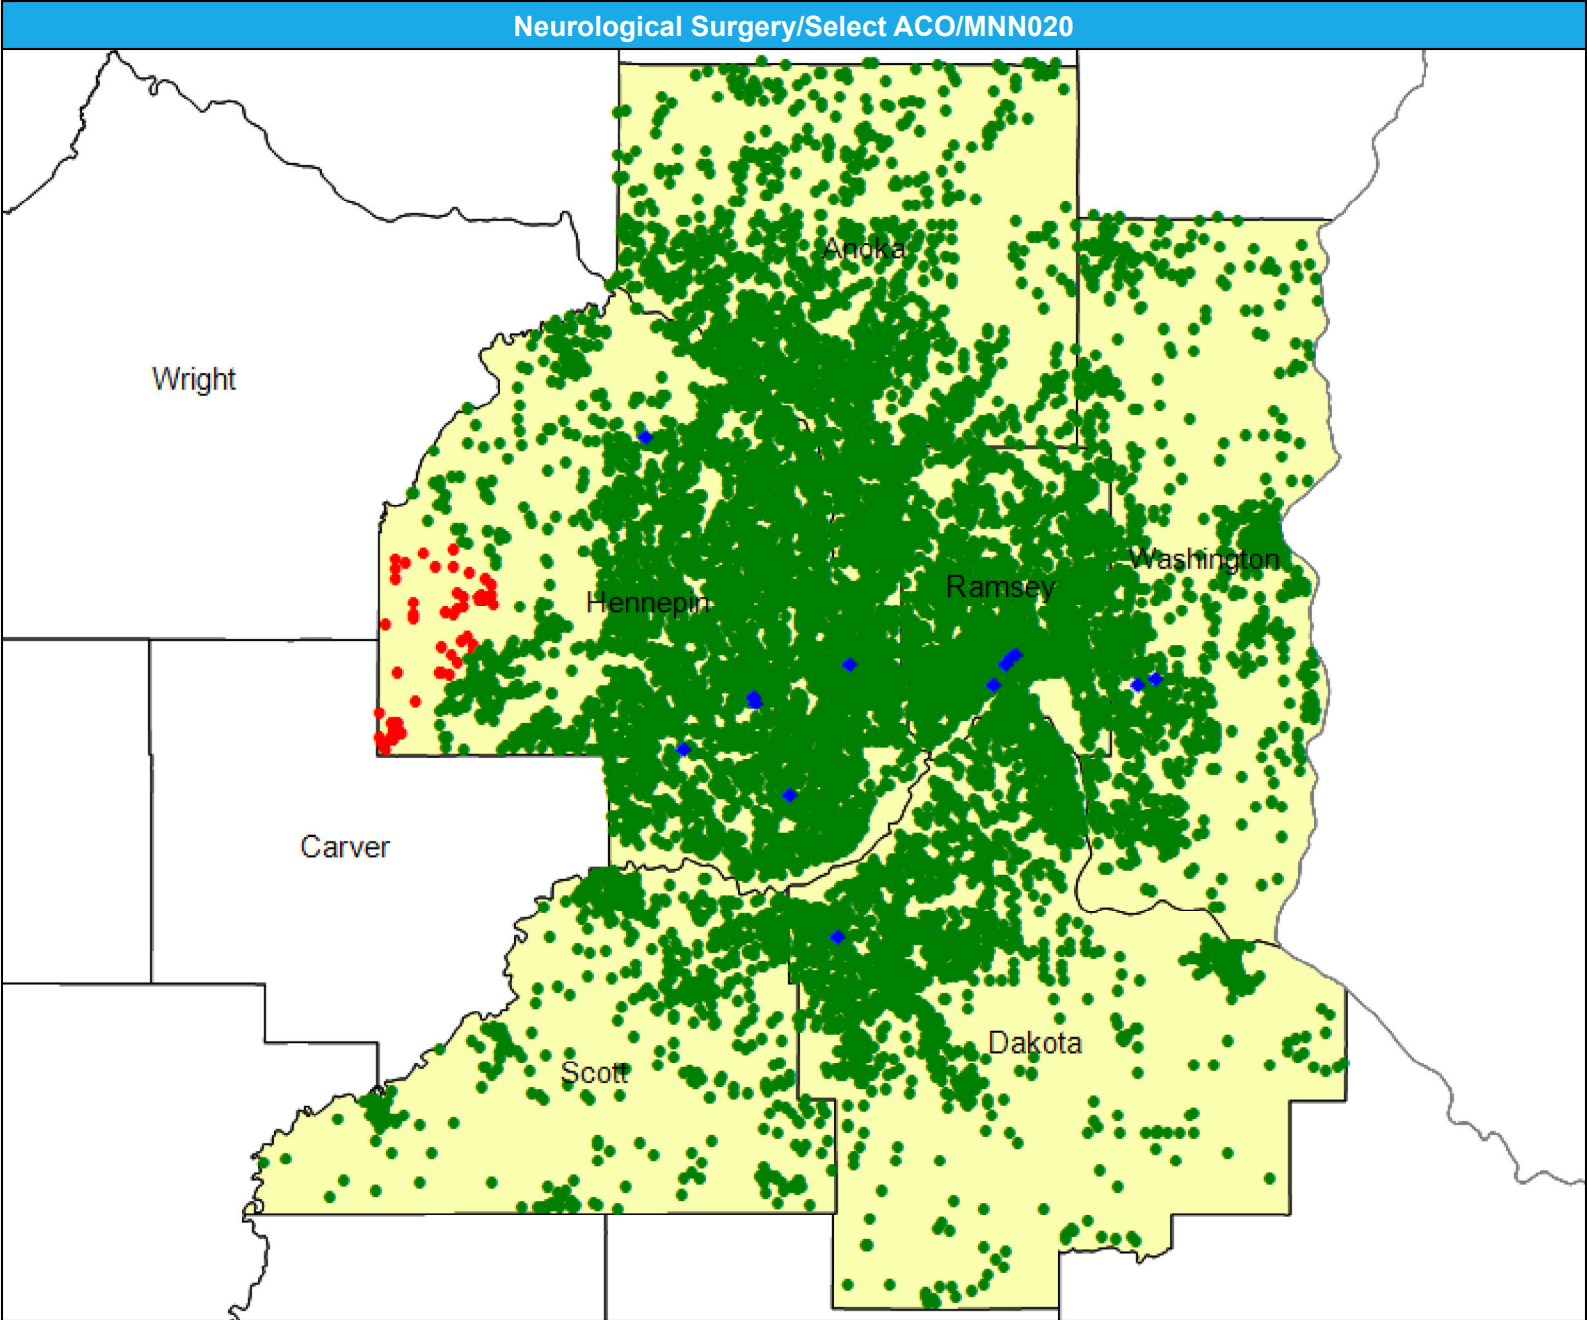 Neurological Surgery/Select ACO/MNN020
Anoka
Wright
Washington
Ramsey
Hennepin
Carver
Dakota
Scott